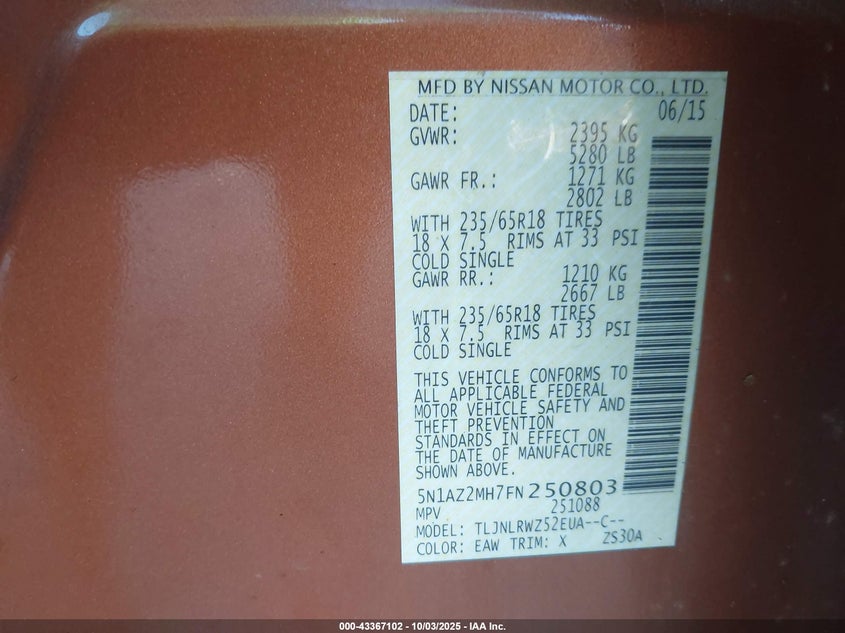 MFD BY NISSAN MOTOR CO., LTD.
DATE: 06/15
GVWR: 2395 KG
5280 LB
GAWR FR.: 1271 KG
2802 LB
WITH 235/65R18 TIRES
18 X 7.5 RIMS AT 33 PSI
COLD SINGLE
GAWR RR.: 1210 KG
2667 LB
WITH 235/65R18 TIRES
18 X 7.5 RIMS AT 33 PSI
COLD SINGLE
THIS VEHICLE CONFORMS TO
ALL APPLICABLE FEDERAL
MOTOR VEHICLE SAFETY AND
THEFT PREVENTION
STANDARDS IN EFFECT ON
THE DATE OF MANUFACTURE
SHOWN ABOVE.
5N1AZ2MH7FN250803
MPV 251088
MODEL: TLJNLRWZ52EUA--C--
COLOR: EAW TRIM: X ZS30A
000-43367102 - 10/03/2025 - IAA Inc.